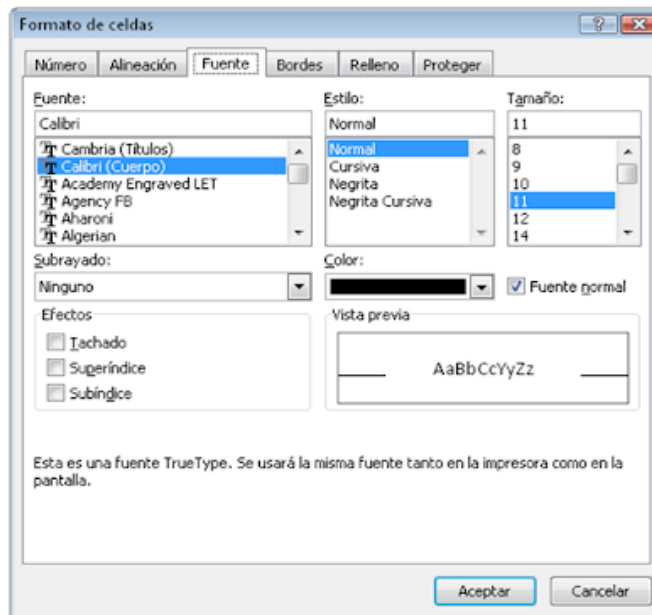 Formato de celdas
Número Alineación Fuente Bordes Relleno Proteger
Fuente: Estilo: Tamaño:
Calibri Normal 11
Cambria (Títulos) Normal 8
Calibri (Cuerpo) Cursiva 9
Academy Engraved LET Negrita 10
Agency FB Negrita Cursiva 11
Aharoni 12
Algerian 14
Subrayado: Color:
Ninguno Fuente normal
Efectos Vista previa
Tachado
Superíndice AaBbCcYyZz
Subíndice
Esta es una fuente TrueType. Se usará la misma fuente tanto en la impresora como en la
pantalla.
Aceptar Cancelar